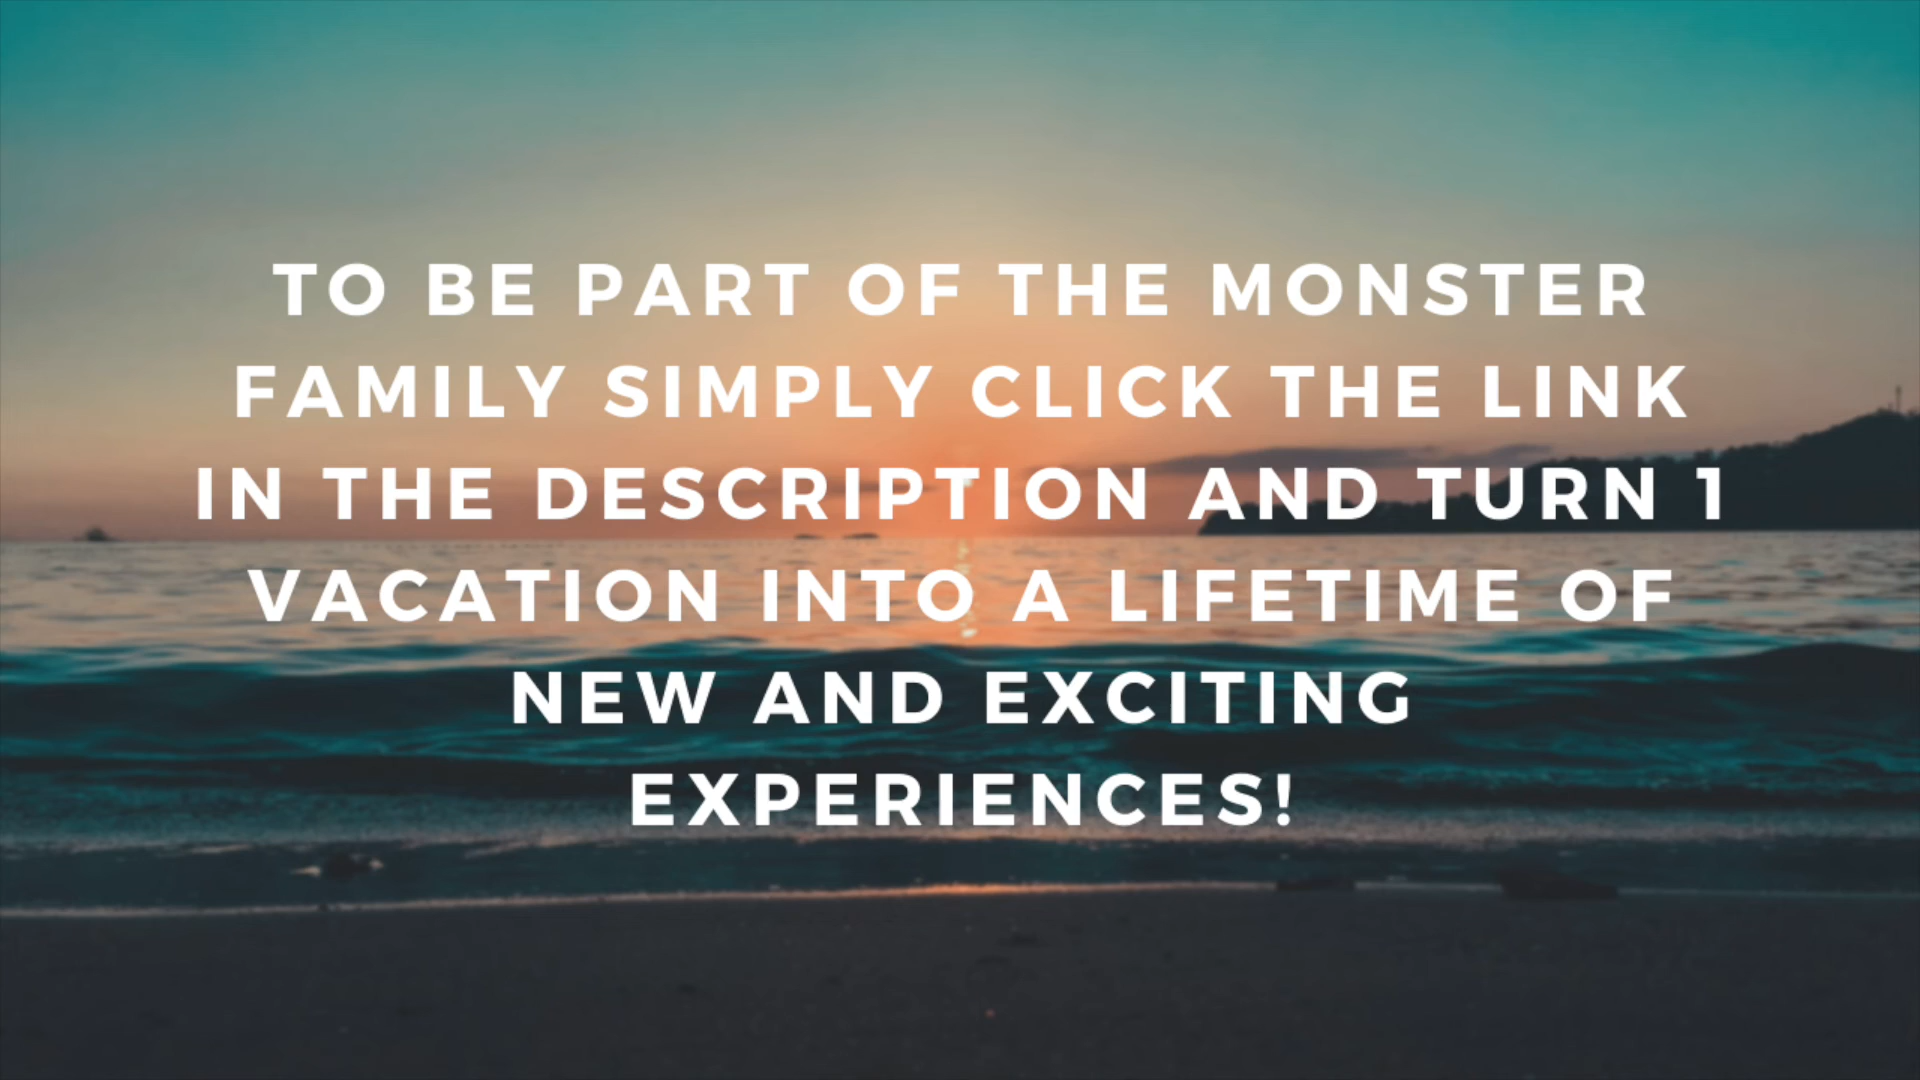 TO BE PART OF THE MONSTER
FAMILY SIMPLY CLICK THE LINK
IN THE DESCRIPTION AND TURN 1
VACATION INTO A LIFETIME OF
NEW AND EXCITING
EXPERIENCES!